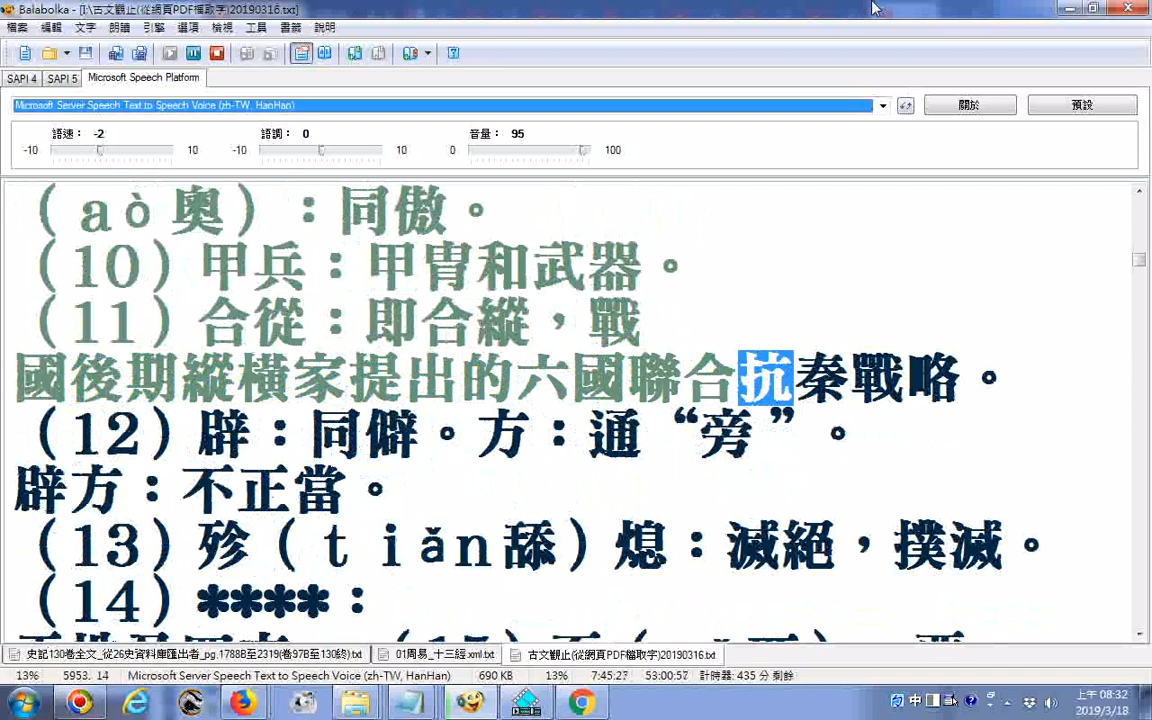 Balabolka - [I:\古文觀止(從網頁PDF檔取字)20190316.txt]
檔案 編輯 文字 朗讀 引擎 選項 檢視 工具 書籤 說明
SAPI 4 SAPI 5 Microsoft Speech Platform
Microsoft Server Speech Text to Speech Voice (zh-TW, HanHan) 關於 預設
語速： -2 語調： 0 音量： 95
-10 10 -10 10 0 100
（aò奧）：同傲。
（10）甲兵：甲冑和武器。
（11）合從：即合縱，戰
國後期縱橫家提出的六國聯合抗秦戰略。
（12）辟：同僻。方：通“旁”。
辟方：不正當。
（13）殄（tiǎn舔）熄：滅絕，撲滅。
（14）****：
史記130卷全文_從26史資料庫匯出者_pg.1788B至2319(卷97B至130終).txt 01周易_十三經.xml.txt 古文觀止(從網頁PDF檔取字)20190316.txt
13% 5953. 14 Microsoft Server Speech Text to Speech Voice (zh-TW, HanHan) 690 KB 13% 7:45:27 53:00:57 計時器: 435 分 剩餘
中 上午 08:32
2019/3/18